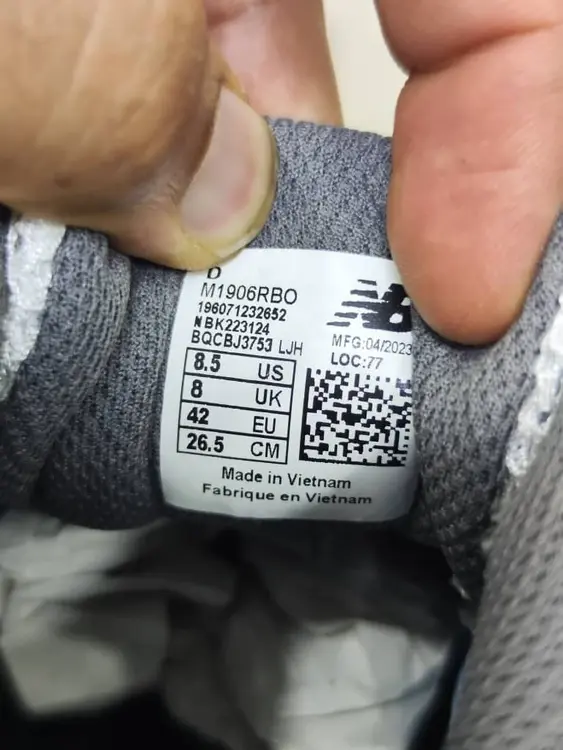 D
M1906RBO
196071232652
NBK223124
BQCBJ3753 LJH
8.5 US
8 UK
42 EU
26.5 CM
NB
MFG:04/2023
LOC:77
Made in Vietnam
Fabrique en Vietnam